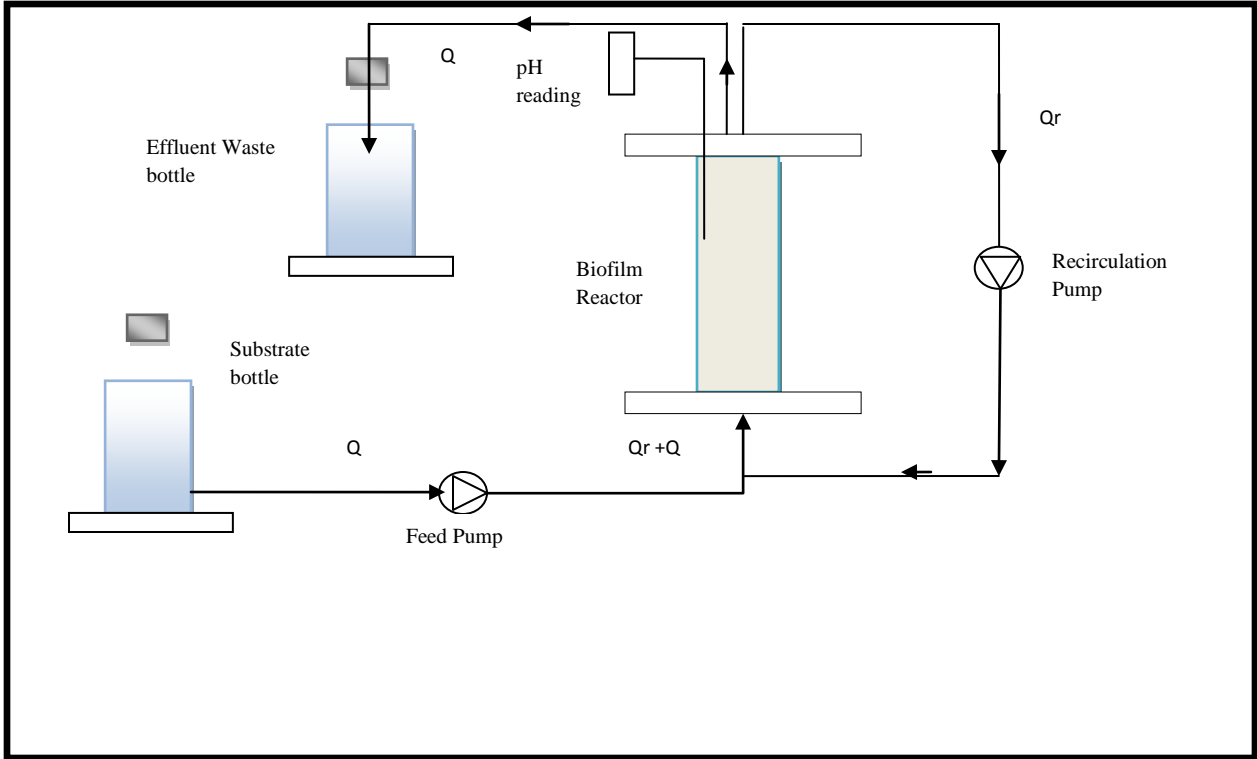 Q
pH
reading
Qr
Effluent Waste
bottle
Biofilm
Reactor
Recirculation
Pump
Substrate
bottle
Q
Qr +Q
Feed Pump